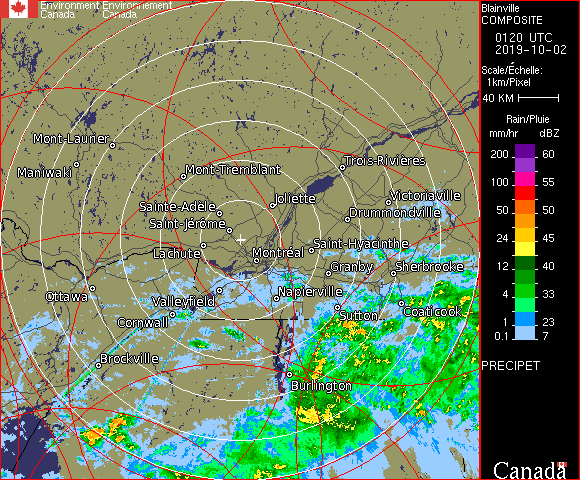 Environment Environnement
Canada Canada
Blainville
COMPOSITE
0120 UTC
2019-10-02
Scale/Échelle:
1km/Pixel
40 KM
Rain/Pluie
mm/hr dBZ
200 60
100 55
50 50
24 45
12 40
4 33
1 23
0.1 7
PRECIPET
Canada
Mont-Laurier
Maniwaki
Mont-Tremblant
Trois-Rivières
Sainte-Adèle
Joliette
Victoriaville
Drummondville
Saint-Jérôme
Lachute
Montréal
Saint-Hyacinthe
Granby
Sherbrooke
Ottawa
Valleyfield
Napierville
Cornwall
Sutton
Coaticook
Brockville
Burlington